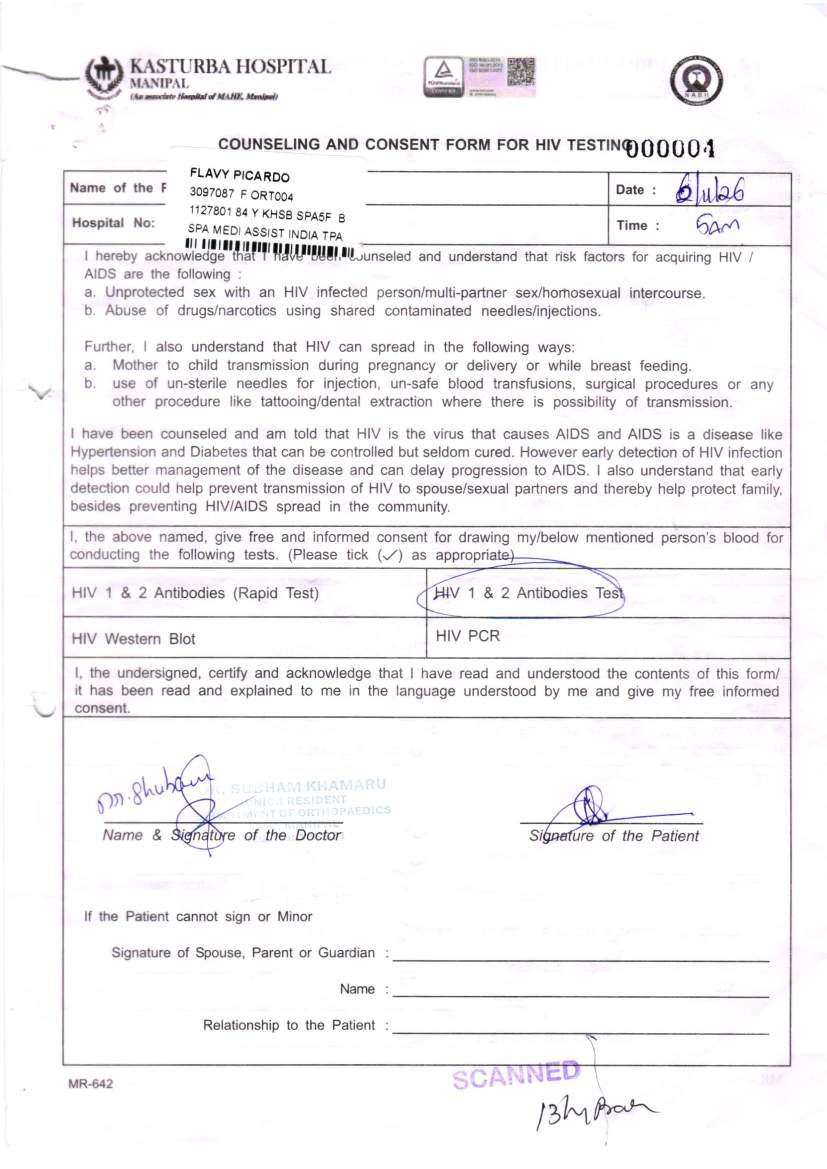 KASTURBA HOSPITAL
MANIPAL
(An associate Hospital of MAHE, Manipal)
NABH
COUNSELING AND CONSENT FORM FOR HIV TESTING
000004
Name of the P
FLAVY PICARDO
3097087 F ORT004
1127801 84 Y KHSB SPA5F B
SPA MEDI ASSIST INDIA TPA
Date : 6/1/26
Hospital No:
Time : 5am
I hereby acknowledge that I have been counseled and understand that risk factors for acquiring HIV /
AIDS are the following :
a. Unprotected sex with an HIV infected person/multi-partner sex/homosexual intercourse.
b. Abuse of drugs/narcotics using shared contaminated needles/injections.
Further, I also understand that HIV can spread in the following ways:
a. Mother to child transmission during pregnancy or delivery or while breast feeding.
b. use of un-sterile needles for injection, un-safe blood transfusions, surgical procedures or any
other procedure like tattooing/dental extraction where there is possibility of transmission.
I have been counseled and am told that HIV is the virus that causes AIDS and AIDS is a disease like
Hypertension and Diabetes that can be controlled but seldom cured. However early detection of HIV infection
helps better management of the disease and can delay progression to AIDS. I also understand that early
detection could help prevent transmission of HIV to spouse/sexual partners and thereby help protect family,
besides preventing HIV/AIDS spread in the community.
I, the above named, give free and informed consent for drawing my/below mentioned person's blood for
conducting the following tests. (Please tick (✓) as appropriate)
HIV 1 & 2 Antibodies (Rapid Test)
HIV 1 & 2 Antibodies Test
HIV Western Blot
HIV PCR
I, the undersigned, certify and acknowledge that I have read and understood the contents of this form/
it has been read and explained to me in the language understood by me and give my free informed
consent.
Dr. Shubam
SUBHAM KHAMARU
JUNIOR RESIDENT
DEPARTMENT OF ORTHOPAEDICS
Name & Signature of the Doctor
Signature of the Patient
If the Patient cannot sign or Minor
Signature of Spouse, Parent or Guardian :
Name :
Relationship to the Patient :
MR-642
SCANNED